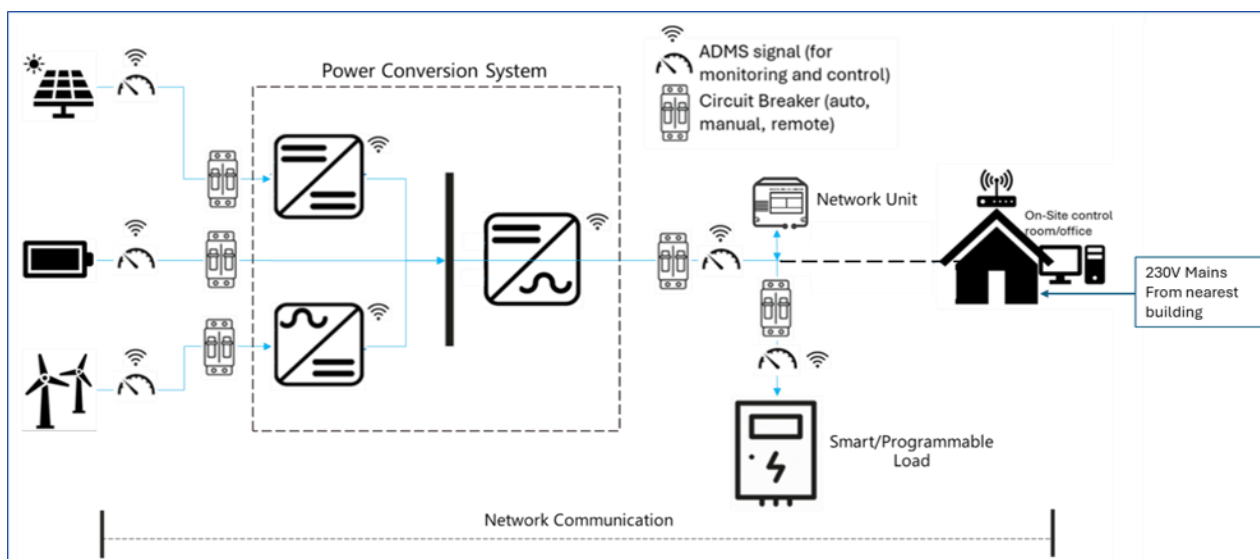 Power Conversion System
ADMS signal (for
monitoring and control)
Circuit Breaker (auto,
manual, remote)
Network Unit
On-Site control
room/office
230V Mains
From nearest
building
Smart/Programmable
Load
Network Communication